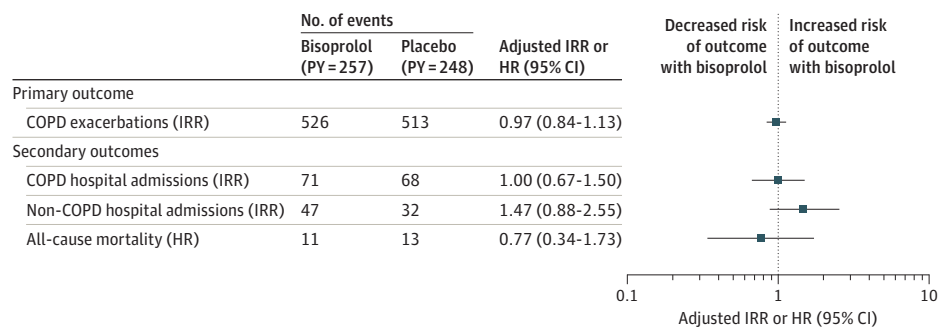 No. of events
Bisoprolol (PY = 257)
Placebo (PY = 248)
Adjusted IRR or HR (95% CI)
Decreased risk of outcome with bisoprolol
Increased risk of outcome with bisoprolol
Primary outcome
COPD exacerbations (IRR) 526 513 0.97 (0.84-1.13)
Secondary outcomes
COPD hospital admissions (IRR) 71 68 1.00 (0.67-1.50)
Non-COPD hospital admissions (IRR) 47 32 1.47 (0.88-2.55)
All-cause mortality (HR) 11 13 0.77 (0.34-1.73)
0.1 1 10
Adjusted IRR or HR (95% CI)